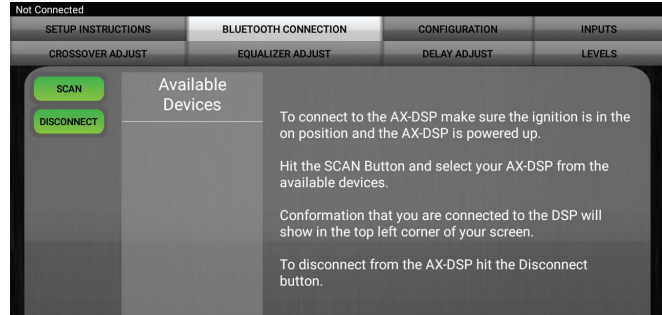 Not Connected
SETUP INSTRUCTIONS
BLUETOOTH CONNECTION
CONFIGURATION
INPUTS
CROSSOVER ADJUST
EQUALIZER ADJUST
DELAY ADJUST
LEVELS
SCAN
DISCONNECT
Available
Devices
To connect to the AX-DSP make sure the ignition is in the
on position and the AX-DSP is powered up.
Hit the SCAN Button and select your AX-DSP from the
available devices.
Conformation that you are connected to the DSP will
show in the top left corner of your screen.
To disconnect from the AX-DSP hit the Disconnect
button.